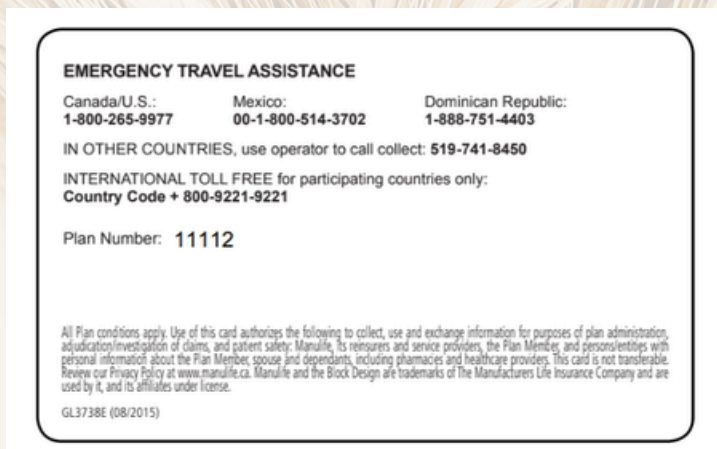 EMERGENCY TRAVEL ASSISTANCE
Canada/U.S.: Mexico: Dominican Republic:
1-800-265-9977 00-1-800-514-3702 1-888-751-4403
IN OTHER COUNTRIES, use operator to call collect: 519-741-8450
INTERNATIONAL TOLL FREE for participating countries only:
Country Code + 800-9221-9221
Plan Number: 11112
All Plan conditions apply. Use of this card authorizes the following to collect, use and exchange information for purposes of plan administration,
adjudication/investigation of claims, and patient safety: Manulife, its reinsurers and service providers, the Plan Member, and persons/entities with
personal information about the Plan Member, spouse and dependants, including pharmacies and healthcare providers. This card is not transferable.
Review our Privacy Policy at www.manulife.ca. Manulife and the Block Design are trademarks of The Manufacturers Life Insurance Company and are
used by it, and its affiliates under license.
GL3738E (08/2015)